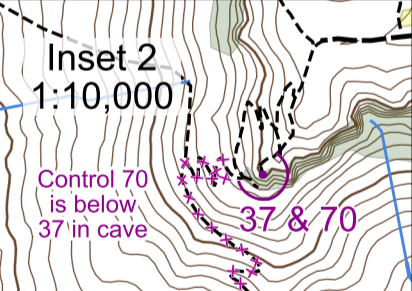 Inset 2
1:10,000
Control 70
is below
37 in cave
37 & 70